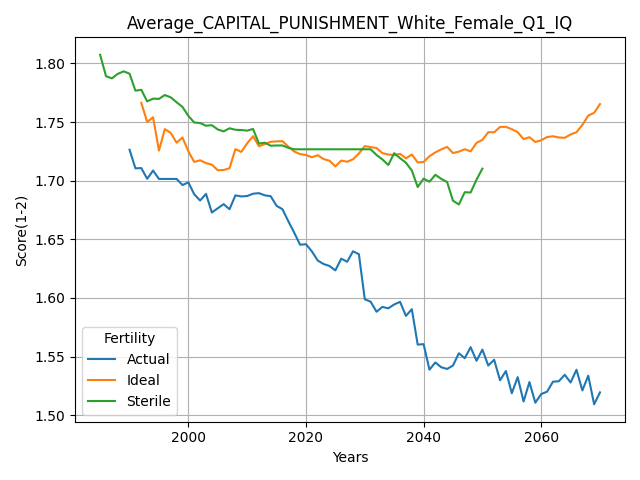 Average_CAPITAL_PUNISHMENT_White_Female_Q1_IQ
Score(1-2)
1.80
1.75
1.70
1.65
1.60
1.55
1.50
Fertility
Actual
Ideal
Sterile
2000
2020
2040
2060
Years